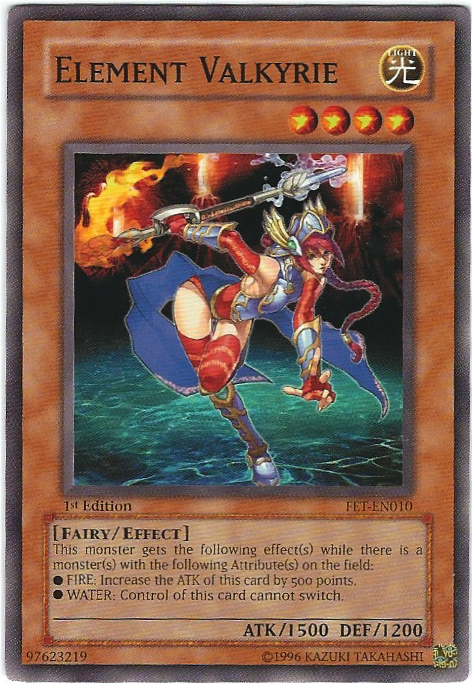 ELEMENT VALKYRIE
LIGHT
光
1st Edition
FET-EN010
[FAIRY/EFFECT]
This monster gets the following effect(s) while there is a
monster(s) with the following Attribute(s) on the field:
● FIRE: Increase the ATK of this card by 500 points.
● WATER: Control of this card cannot switch.
ATK/1500 DEF/1200
97623219
©1996 KAZUKI TAKAHASHI